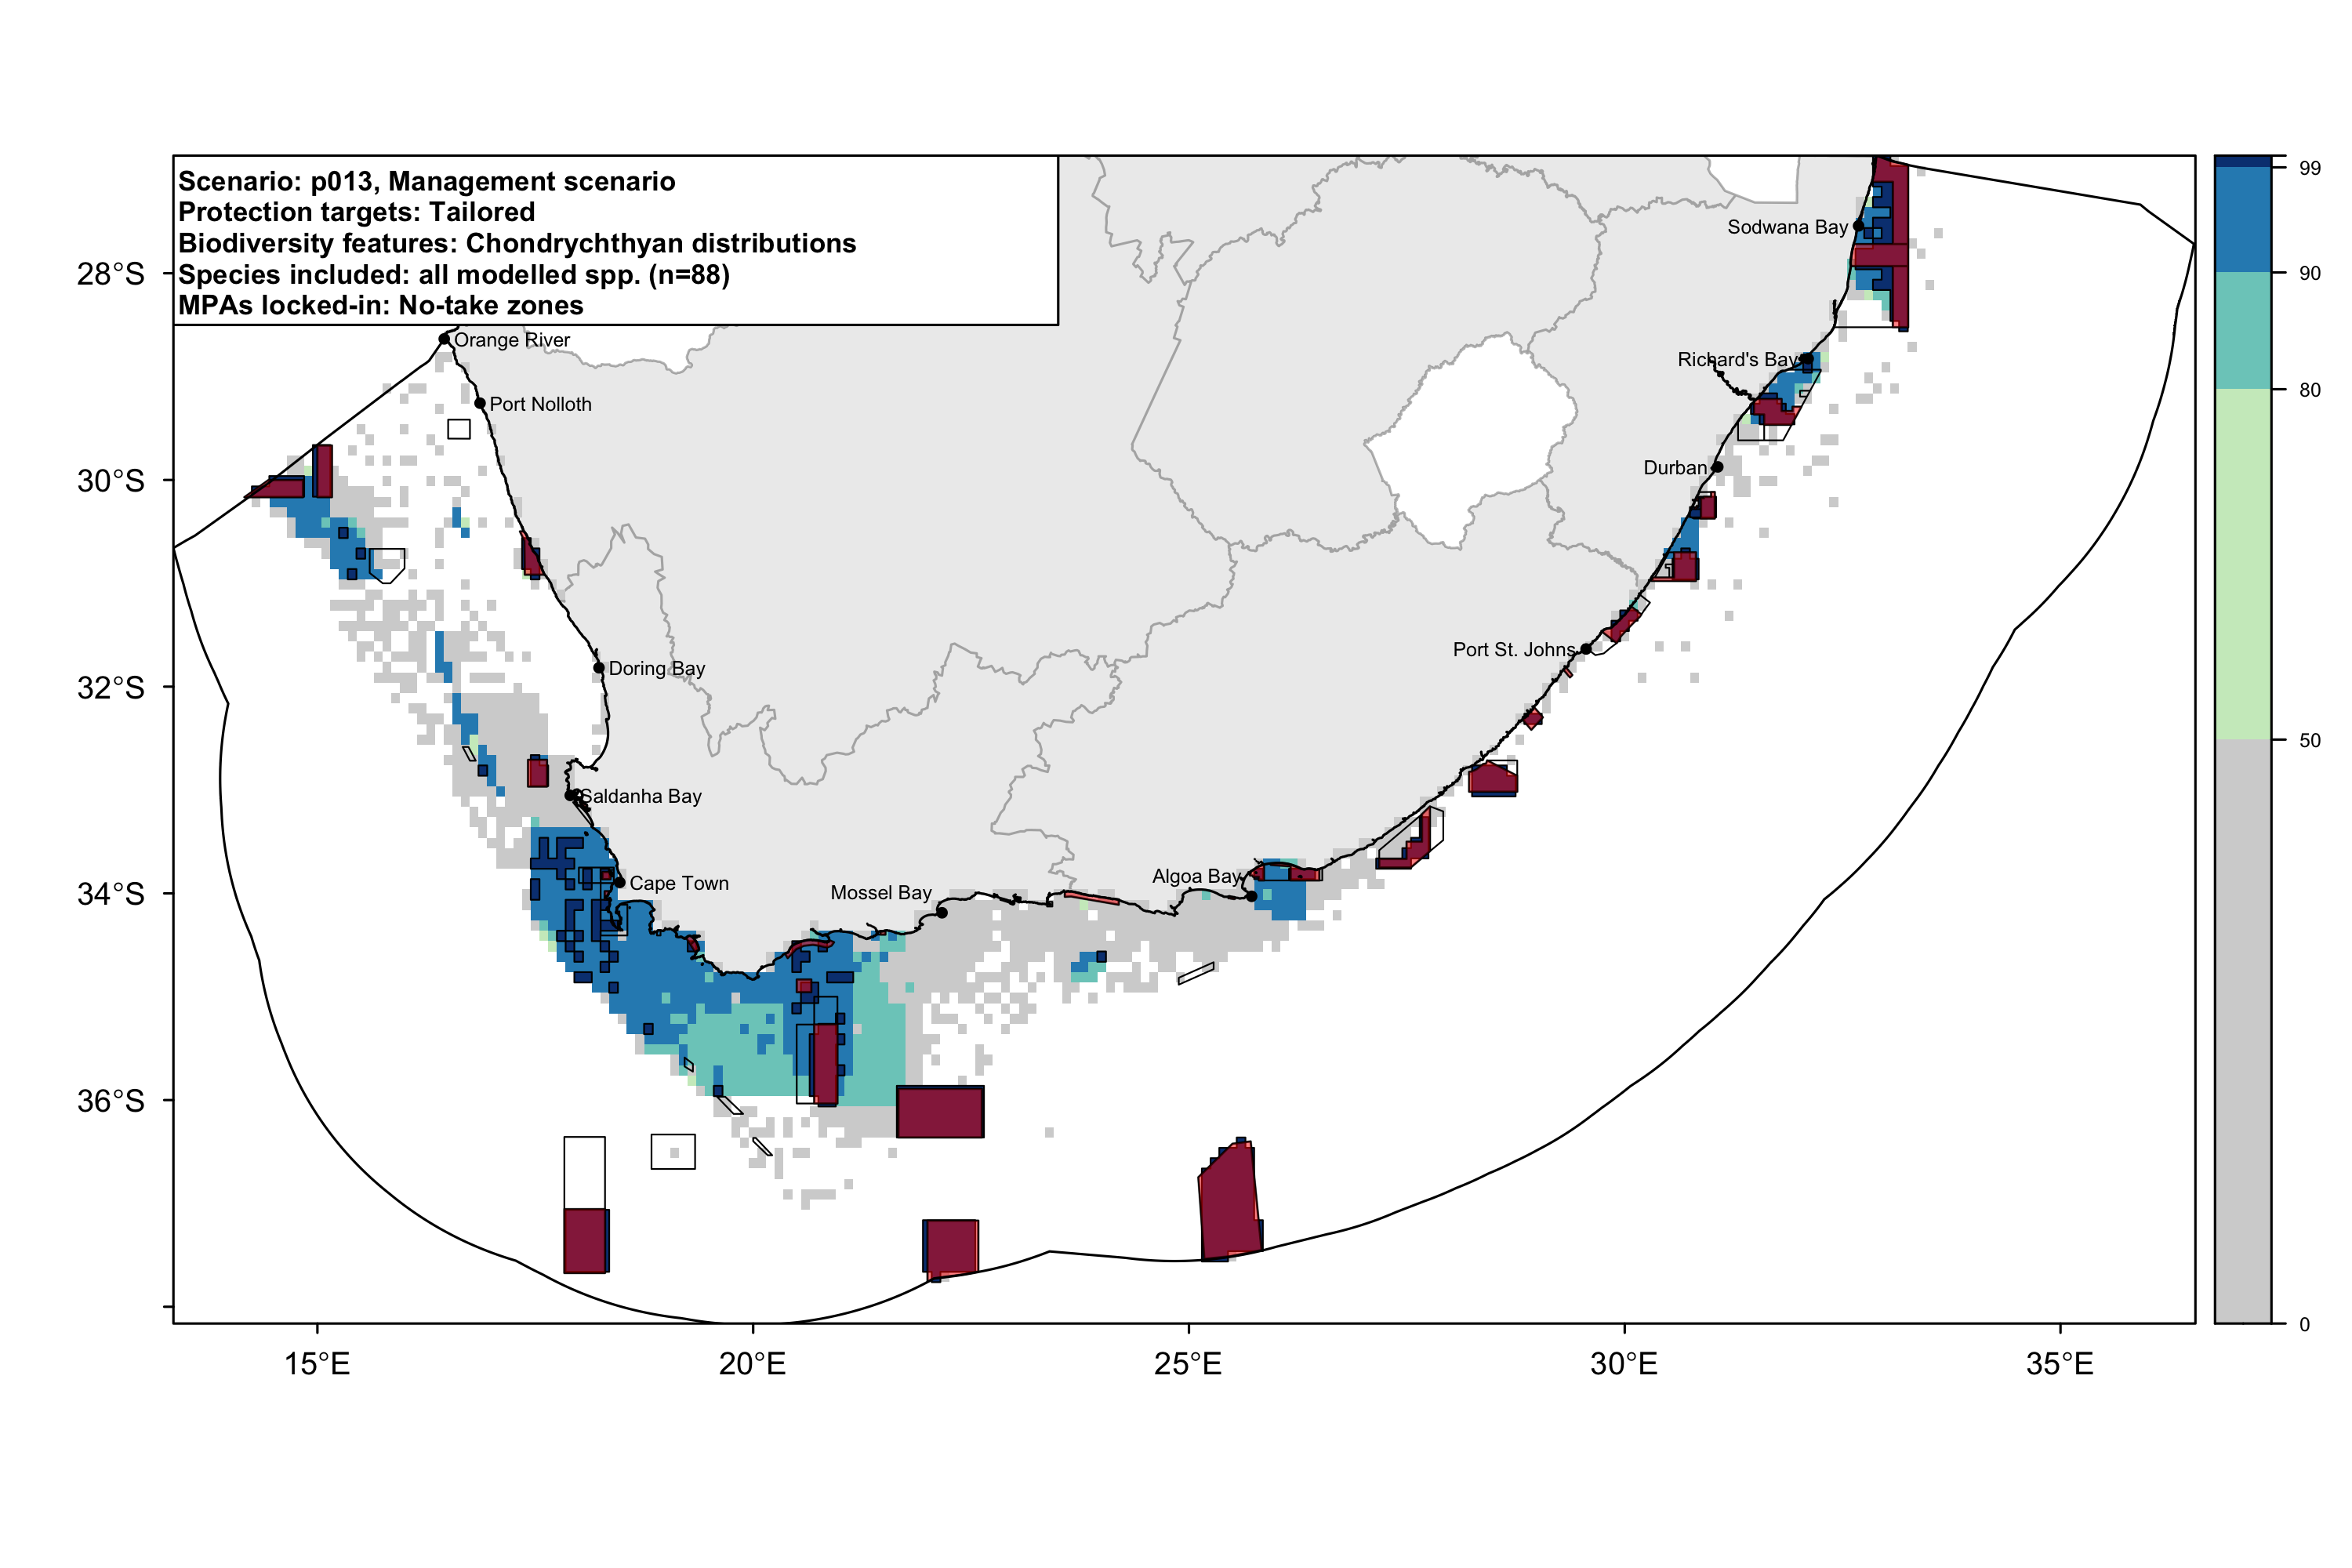 Scenario: p013, Management scenario
Protection targets: Tailored
Biodiversity features: Chondrychthyan distributions
Species included: all modelled spp. (n=88)
MPAs locked-in: No-take zones
99
Sodwana Bay
28°S
90
Orange River
Richard's Bay
80
Port Nolloth
Durban
30°S
Port St. Johns
Doring Bay
32°S
50
Saldanha Bay
Algoa Bay
Cape Town
Mossel Bay
34°S
36°S
0
15°E
20°E
25°E
30°E
35°E